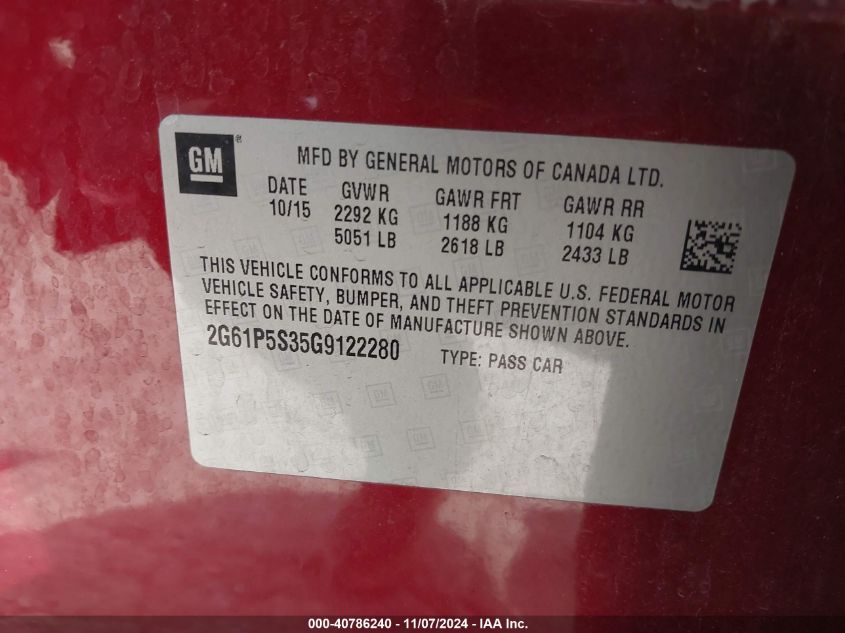 GM ®
MFD BY GENERAL MOTORS OF CANADA LTD.
DATE GVWR GAWR FRT GAWR RR
10/15 2292 KG 1188 KG 1104 KG
5051 LB 2618 LB 2433 LB
THIS VEHICLE CONFORMS TO ALL APPLICABLE U.S. FEDERAL MOTOR
VEHICLE SAFETY, BUMPER, AND THEFT PREVENTION STANDARDS IN
EFFECT ON THE DATE OF MANUFACTURE SHOWN ABOVE.
2G61P5S35G9122280 TYPE: PASS CAR
000-40786240 - 11/07/2024 - IAA Inc.